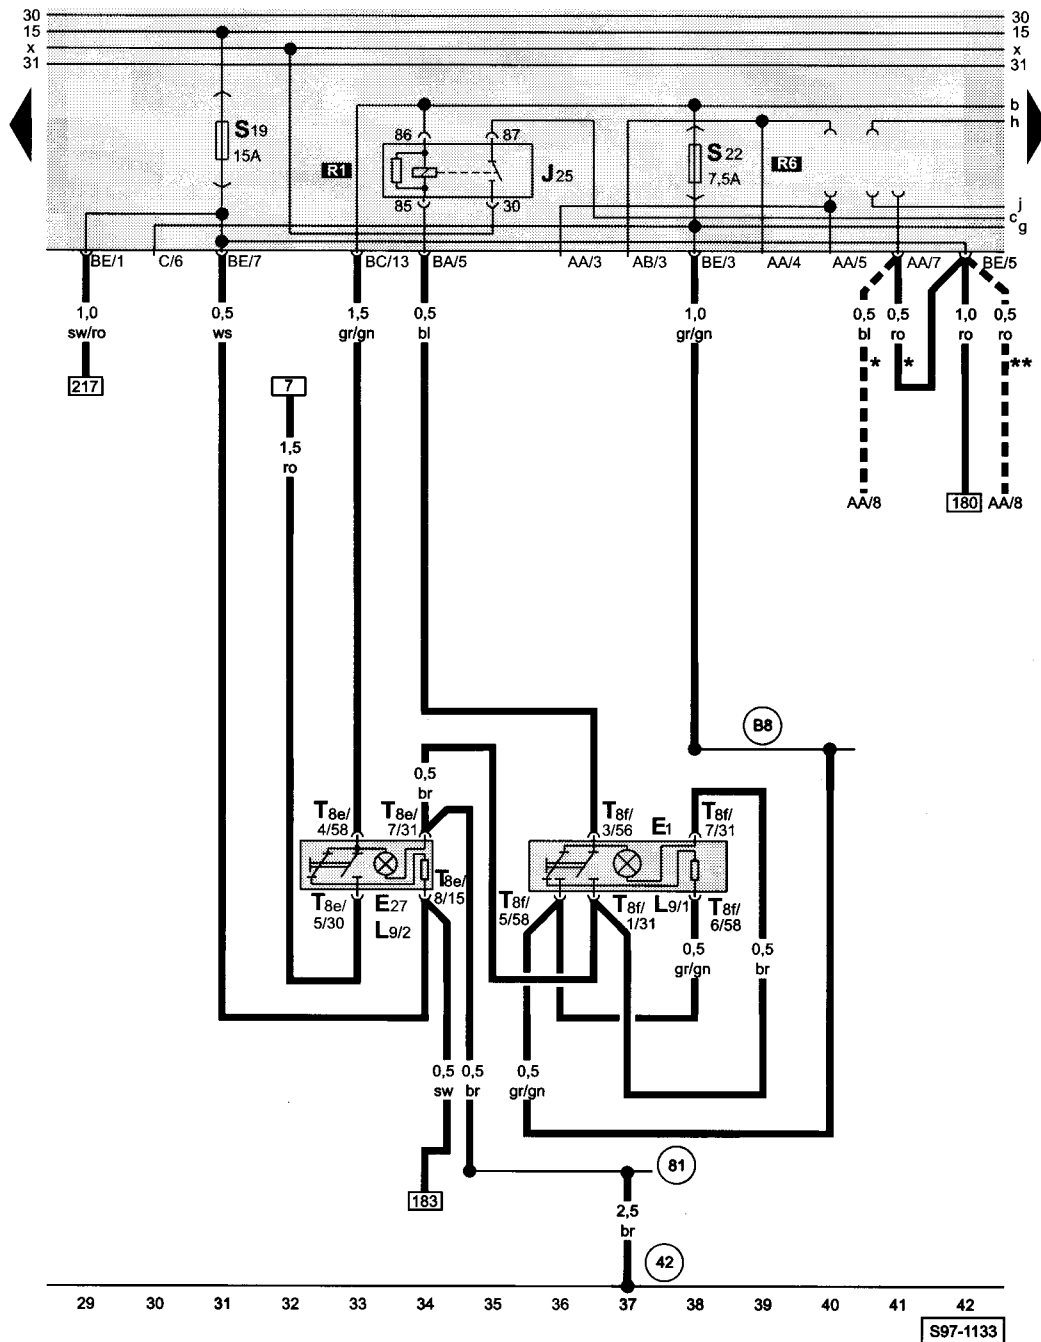 30 30
15 15
x x
31 31
b
86 87 h
S19 S22
15A R1 J25 7,5A R6
85 30
j
c
g
BE/1 C/6 BE/7 BC/13 BA/5 AA/3 AB/3 BE/3 AA/4 AA/5 AA/7 BE/5
1,0 0,5 1,5 0,5 1,0 0,5 0,5 1,0 0,5
sw/ro ws gr/gn bl gr/gn bl ro ro ro
* * **
217 7
1,5
ro
AA/8 180 AA/8
B8
0,5
br
T8e/ T8e/ T8f/ E1 T8f/
4/58 7/31 3/56 7/31
T8e/ E27 T8e/ T8f/ T8f/ L9/1 T8f/
5/30 L9/2 8/15 5/58 1/31 6/58
0,5 0,5
gr/gn br
0,5 0,5 0,5
sw br gr/gn
81
183
2,5
br
42
29 30 31 32 33 34 35 36 37 38 39 40 41 42
S97-1133